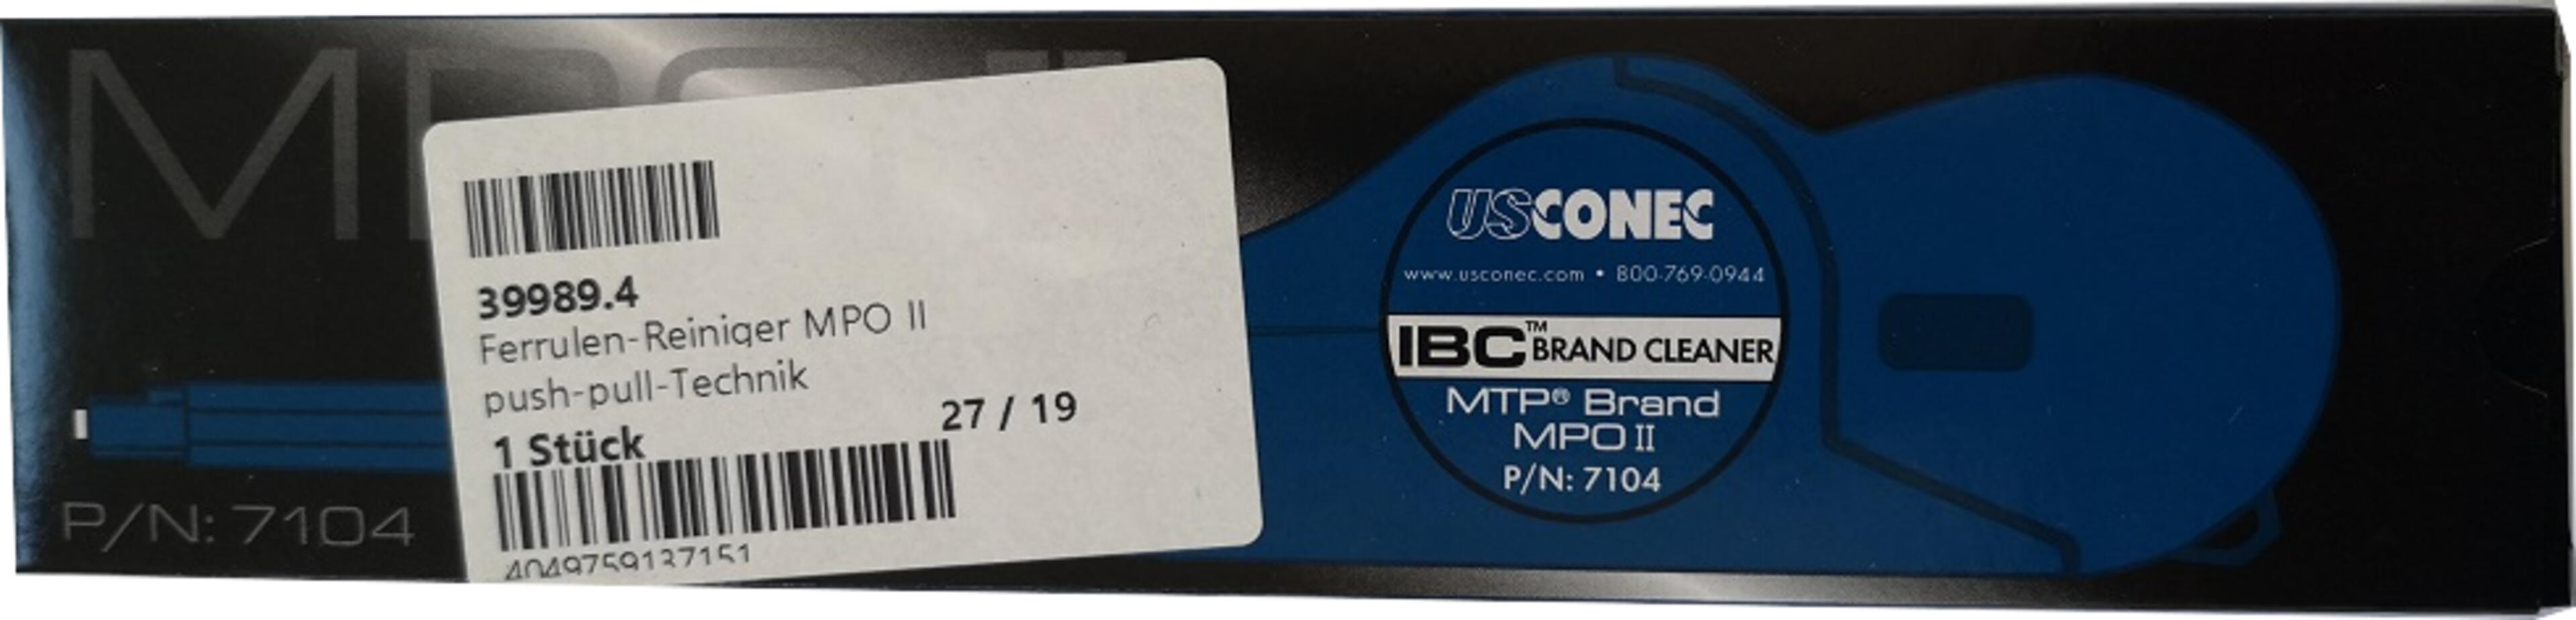 39989.4
Ferrulen-Reiniger MPO II
push-pull-Technik
27 / 19
1 Stück
4049759137151
P/N: 7104
USCONEC
www.usconec.com • 800-769-0944
IBC™ BRAND CLEANER
MTP® Brand
MPO II
P/N: 7104